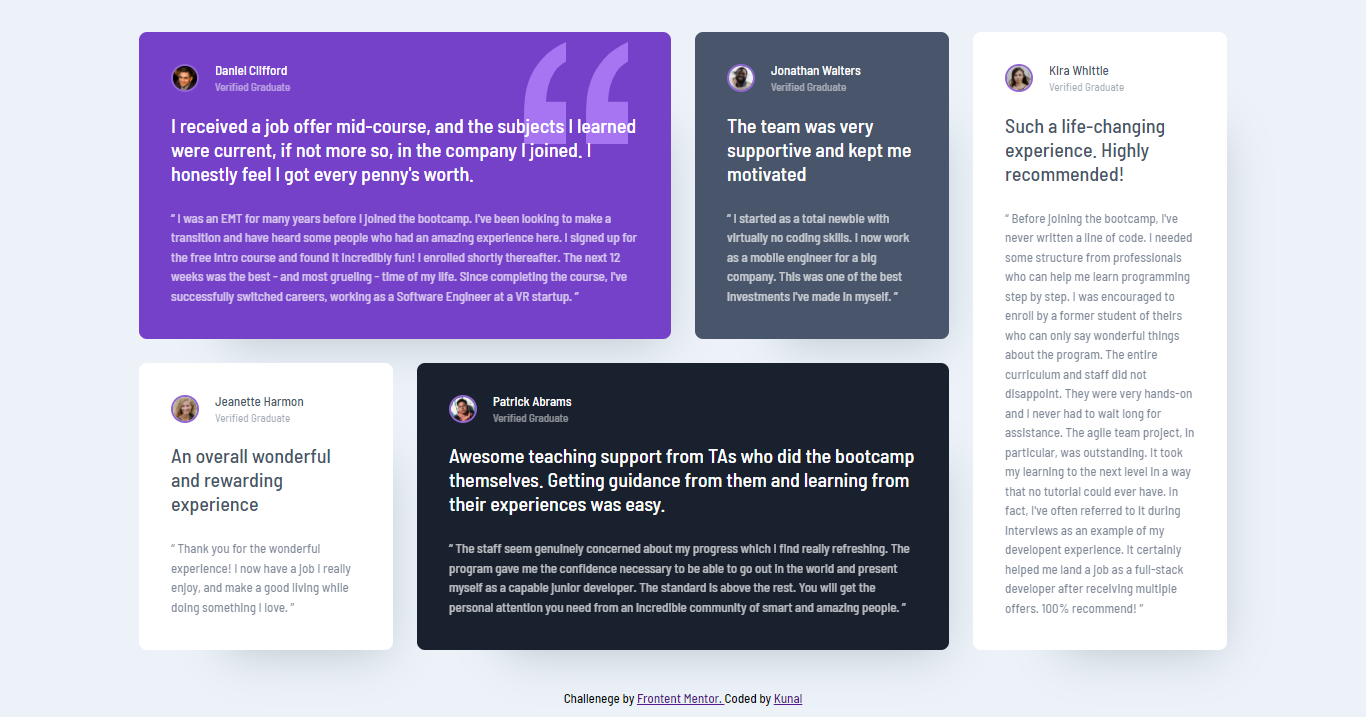 Daniel Clifford
Verified Graduate
I received a job offer mid-course, and the subjects I learned
were current, if not more so, in the company I joined. I
honestly feel I got every penny's worth.
“ I was an EMT for many years before I joined the bootcamp. I've been looking to make a
transition and have heard some people who had an amazing experience here. I signed up for
the free intro course and found it incredibly fun! I enrolled shortly thereafter. The next 12
weeks was the best - and most grueling - time of my life. Since completing the course, I've
successfully switched careers, working as a Software Engineer at a VR startup. ”
Jonathan Walters
Verified Graduate
The team was very
supportive and kept me
motivated
“ I started as a total newbie with
virtually no coding skills. I now work
as a mobile engineer for a big
company. This was one of the best
investments I've made in myself. ”
Kira Whittle
Verified Graduate
Such a life-changing
experience. Highly
recommended!
“ Before joining the bootcamp, I've
never written a line of code. I needed
some structure from professionals
who can help me learn programming
step by step. I was encouraged to
enroll by a former student of theirs
who can only say wonderful things
about the program. The entire
curriculum and staff did not
disappoint. They were very hands-on
and I never had to wait long for
assistance. The agile team project, in
particular, was outstanding. It took
my learning to the next level in a way
that no tutorial could ever have. In
fact, I've often referred to it during
interviews as an example of my
developent experience. It certainly
helped me land a job as a full-stack
developer after receiving multiple
offers. 100% recommend! ”
Jeanette Harmon
Verified Graduate
An overall wonderful
and rewarding
experience
“ Thank you for the wonderful
experience! I now have a job I really
enjoy, and make a good living while
doing something I love. ”
Patrick Abrams
Verified Graduate
Awesome teaching support from TAs who did the bootcamp
themselves. Getting guidance from them and learning from
their experiences was easy.
“ The staff seem genuinely concerned about my progress which I find really refreshing. The
program gave me the confidence necessary to be able to go out in the world and present
myself as a capable junior developer. The standard is above the rest. You will get the
personal attention you need from an incredible community of smart and amazing people. ”
Challenege by Frontent Mentor. Coded by Kunal